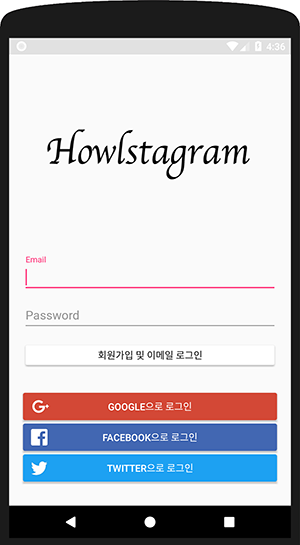 4:36
Howlstagram
Email
Password
회원가입 및 이메일 로그인
GOOGLE으로 로그인
FACEBOOK으로 로그인
TWITTER으로 로그인